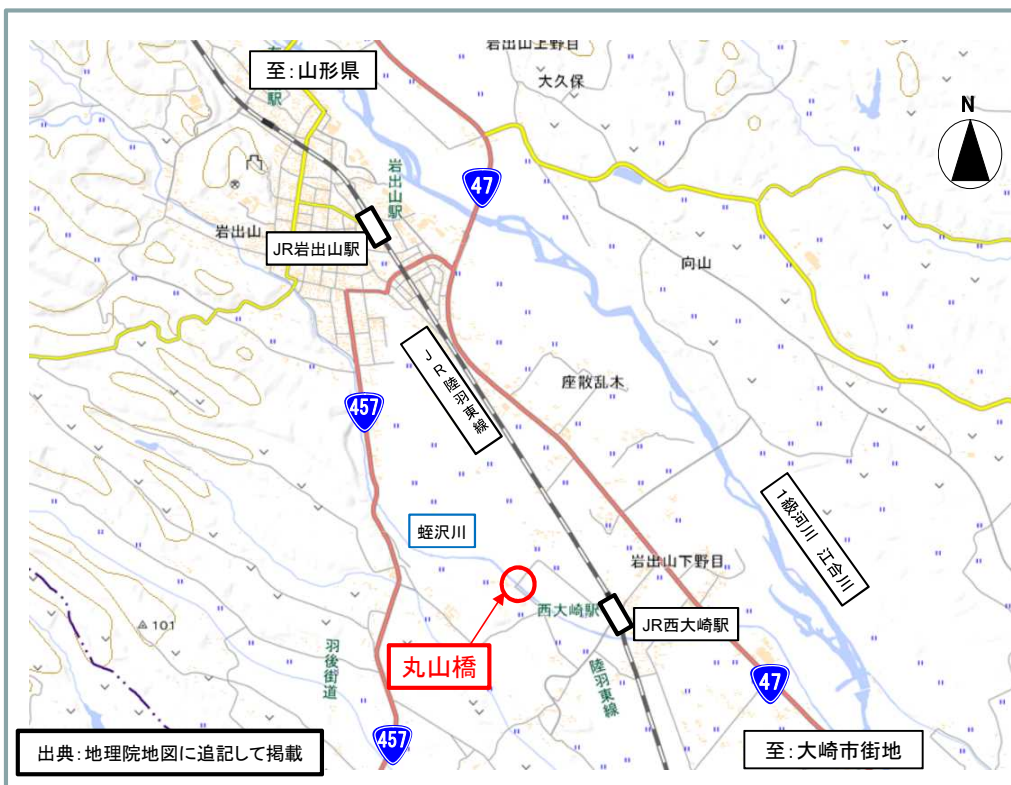 岩出山上野目
至:山形県
大久保
駅
N
47
岩出山駅
岩出山
JR岩出山駅
向山
JR陸羽東線
座散乱木
457
1級河川 江合川
蛭沢川
岩出山下野目
西大崎駅
JR西大崎駅
101
羽後街道
丸山橋
陸羽東線
47
457
出典:地理院地図に追記して掲載
至:大崎市街地